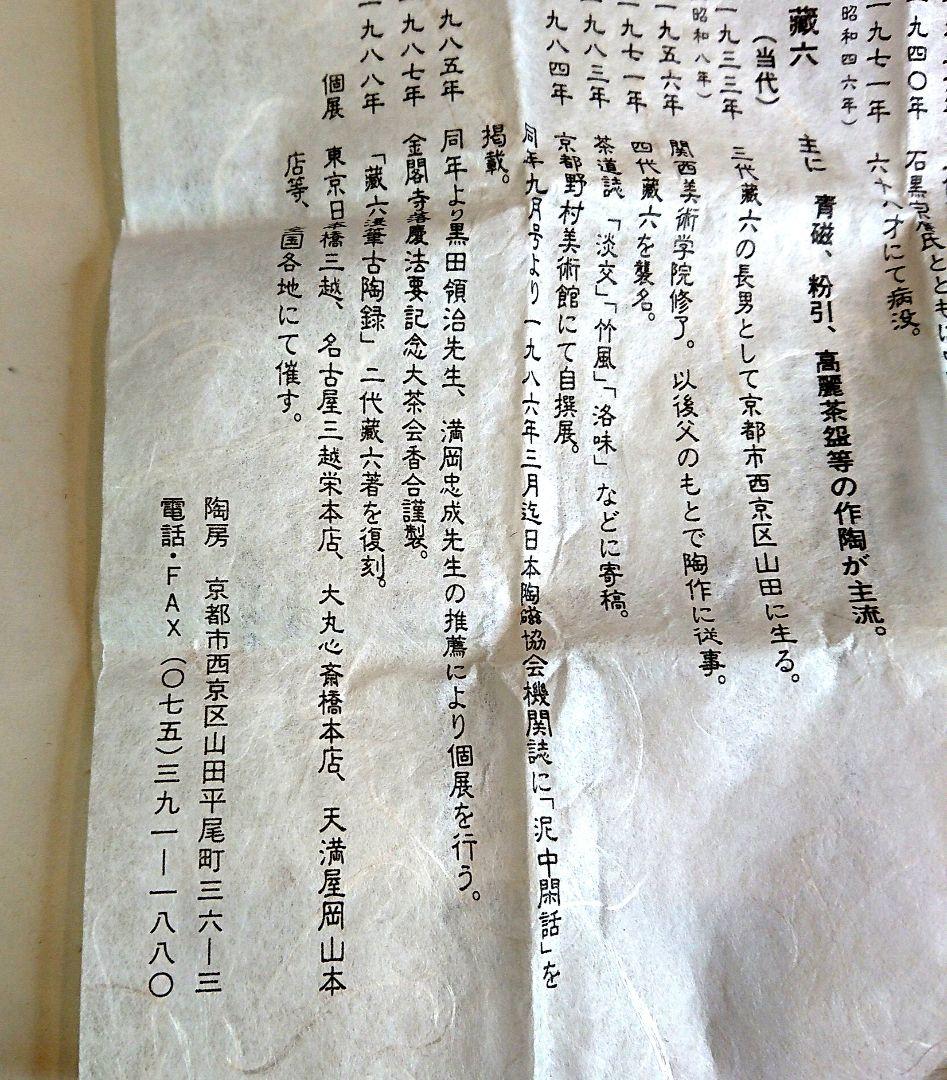 九四〇年 石黒宗麿氏とともに
一九七一年 六十八才にて病没。
(昭和四六年)
主に 青磁、粉引、高麗茶盌等の作陶が主流。
藏六
(当代)
一九三三年 三代藏六の長男として京都市西京区山田に生る。
(昭和八年)
一九五六年 関西美術学院修了。以後父のもとで陶作に従事。
一九七一年 四代藏六を襲名。
一九八三年 茶道誌「淡交」「竹風」「洛味」などに寄稿。
一九八四年 京都野村美術館にて自撰展。
同年九月号より一九八六年三月迄日本陶磁協会機関誌に「泥中閑話」を
掲載。
九八五年 同年より黒田領治先生、満岡忠成先生の推薦により個展を行う。
一九八七年 金閣寺落慶法要記念大茶会香合謹製。
一九八八年 「藏六漫筆古陶録」二代藏六著を復刻。
個展 東京日本橋三越、名古屋三越栄本店、大丸心斎橋本店、天満屋岡山本
店等、全国各地にて催す。
陶房 京都市西京区山田平尾町三六—三
電話・FAX(〇七五)三九一—一八八〇